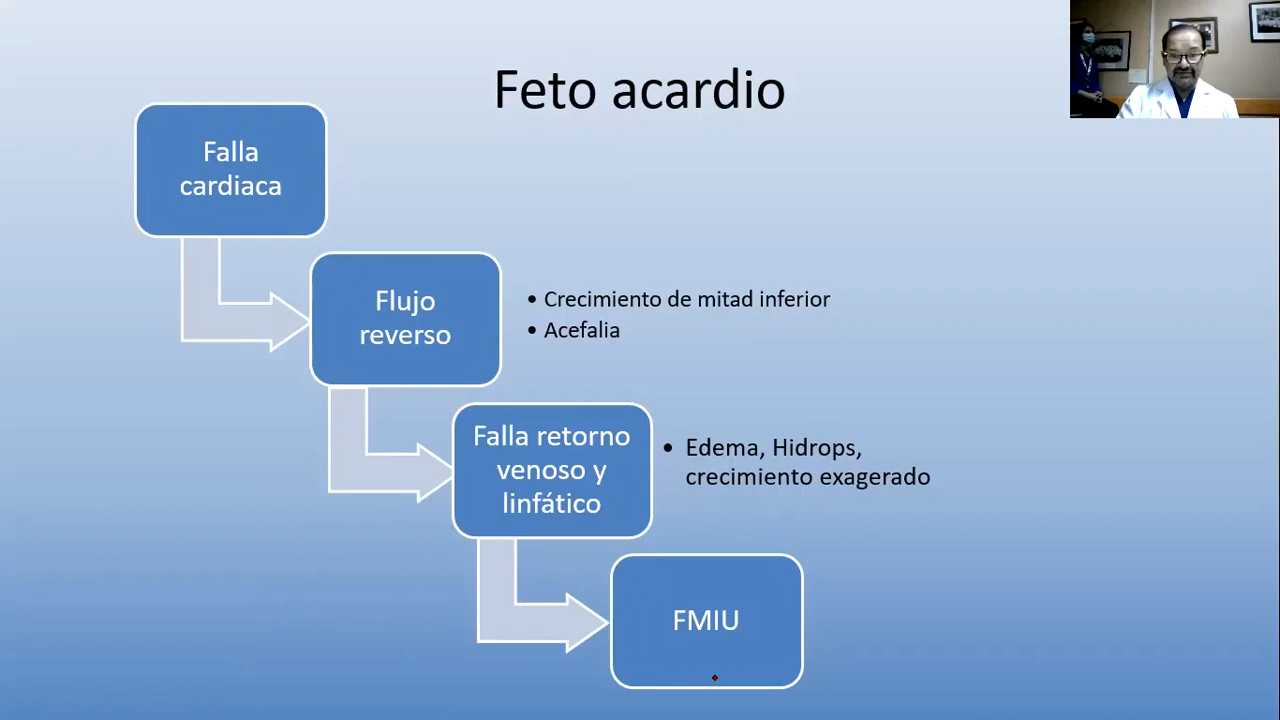 Feto acardio
Falla
cardiaca
Flujo
reverso
• Crecimiento de mitad inferior
• Acefalia
Falla retorno
venoso y
linfático
• Edema, Hidrops,
crecimiento exagerado
FMIU